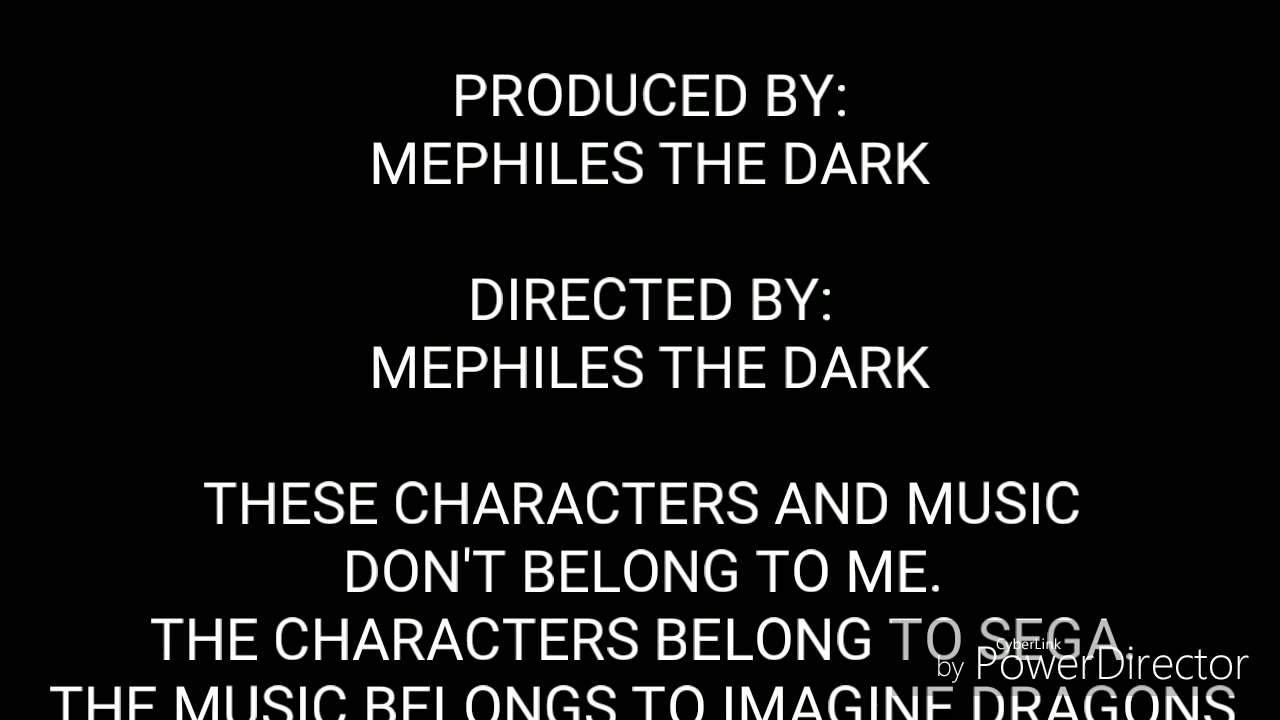 PRODUCED BY:
MEPHILES THE DARK
DIRECTED BY:
MEPHILES THE DARK
THESE CHARACTERS AND MUSIC
DON'T BELONG TO ME.
THE CHARACTERS BELONG TO SEGA.
CyberLink
by PowerDirector
THE MUSIC BELONGS TO IMAGINE DRAGONS